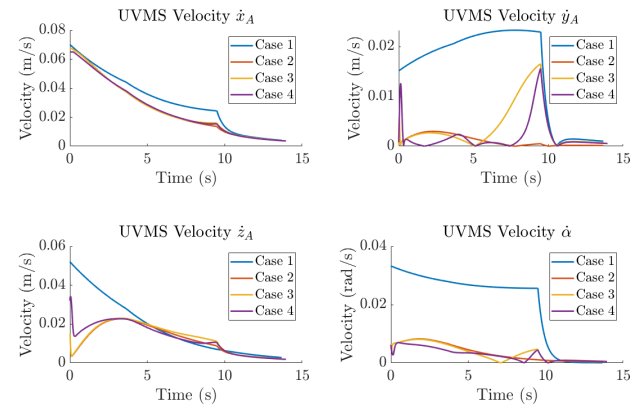 UVMS Velocity ẋ_A
Velocity (m/s)
0.08
0.06
0.04
0.02
0
0 5 10 15
Time (s)
Case 1
Case 2
Case 3
Case 4
UVMS Velocity ẏ_A
Velocity (m/s)
0.02
0.01
0
0 5 10 15
Time (s)
Case 1
Case 2
Case 3
Case 4
UVMS Velocity ż_A
Velocity (m/s)
0.06
0.04
0.02
0
0 5 10 15
Time (s)
Case 1
Case 2
Case 3
Case 4
UVMS Velocity α̇
Velocity (rad/s)
0.04
0.02
0
0 5 10 15
Time (s)
Case 1
Case 2
Case 3
Case 4